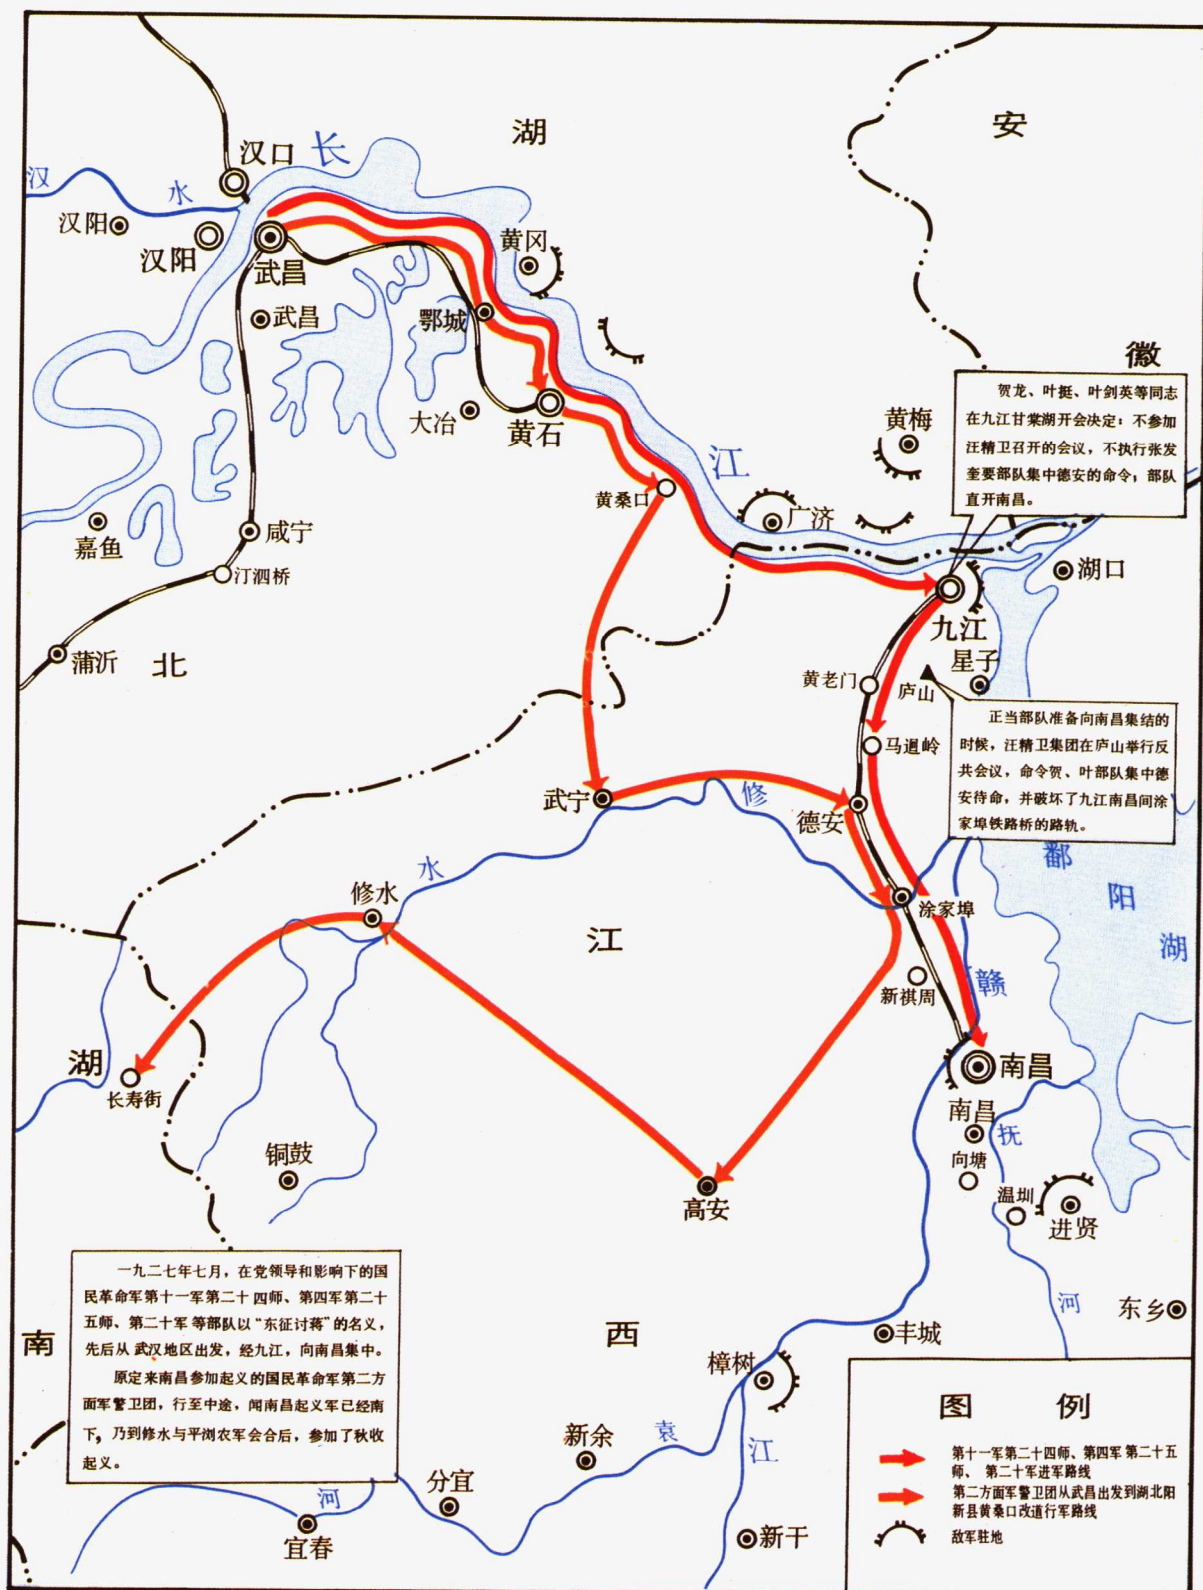 湖
安
长
汉口
汉
水
汉阳
汉阳
武昌
黄冈
武昌
鄂城
徽
贺龙、叶挺、叶剑英等同志
在九江甘棠湖开会决定：不参加
汪精卫召开的会议，不执行张发
奎要部队集中德安的命令；部队
直开南昌。
大冶
黄石
黄梅
江
黄桑口
广济
嘉鱼
咸宁
汀泗桥
湖口
九江
蒲沂
北
星子
黄老门
庐山
正当部队准备向南昌集结的
时候，汪精卫集团在庐山举行反
共会议，命令贺、叶部队集中德
安待命，并破坏了九江南昌间涂
家埠铁路桥的路轨。
马迴岭
武宁
修
德安
水
鄱
阳
湖
修水
涂家埠
江
新祺周
赣
湖
长寿街
南昌
南昌
抚
铜鼓
向塘
温圳
高安
进贤
一九二七年七月，在党领导和影响下的国
民革命军第十一军第二十四师、第四军第二十
五师、第二十军等部队以“东征讨蒋”的名义，
先后从武汉地区出发，经九江，向南昌集中。
原定来南昌参加起义的国民革命军第二方
面军警卫团，行至中途，闻南昌起义军已经南
下，乃到修水与平浏农军会合后，参加了秋收
起义。
河
东乡
南
西
丰城
樟树
新余
袁
江
分宜
河
宜春
新干
图 例
第十一军第二十四师、第四军第二十五
师、第二十军进军路线
第二方面军警卫团从武昌出发到湖北阳
新县黄桑口改道行军路线
敌军驻地